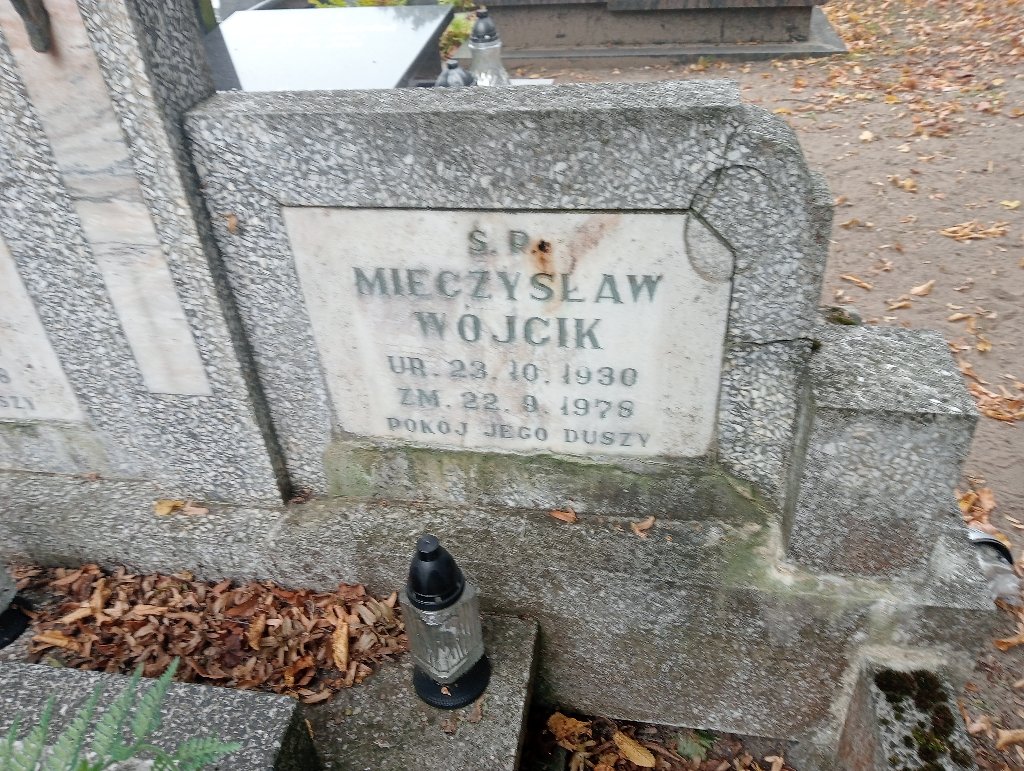 Ś. P.
MIECZYSŁAW
WÓJCIK
UR. 23. 10. 1930
ZM. 22. 9. 1978
POKÓJ JEGO DUSZY